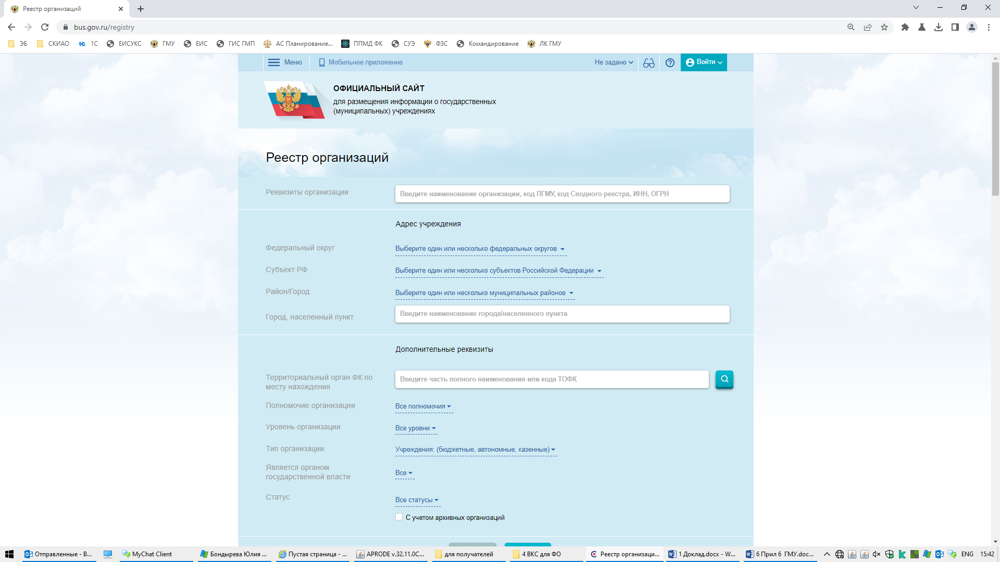 Реестр организаций
bus.gov.ru/registry
ЭБ СКИАО 1С ЕИСУКС ГМУ ЕИС ГИС ГМП АС Планирование... ППМД ФК СУЭ ФЗС Командирование ЛК ГМУ
Меню Мобильное приложение Не задано Войти
ОФИЦИАЛЬНЫЙ САЙТ
для размещения информации о государственных
(муниципальных) учреждениях
Реестр организаций
Реквизиты организации Введите наименование организации, код ПГМУ, код Сводного реестра, ИНН, ОГРН
Адрес учреждения
Федеральный округ Выберите один или несколько федеральных округов
Субъект РФ Выберите один или несколько субъектов Российской Федерации
Район/Город Выберите один или несколько муниципальных районов
Город, населенный пункт Введите наименование города/населенного пункта
Дополнительные реквизиты
Территориальный орган ФК по
месту нахождения Введите часть полного наименования или кода ТОФК
Полномочие организации Все полномочия
Уровень организации Все уровни
Тип организации Учреждения: (бюджетные, автономные, казенные)
Является органом
государственной власти Все
Статус Все статусы
С учетом архивных организаций
Отправленные - В... MyChat Client Бондырева Юлия ... Пустая страница - ... APRODE v.32.11.0C... для получателей 4 ВКС для ФО Реестр организаци... 1 Доклад.docx - W... 6 Прил 6 ГМУ.doc... ENG 15:42